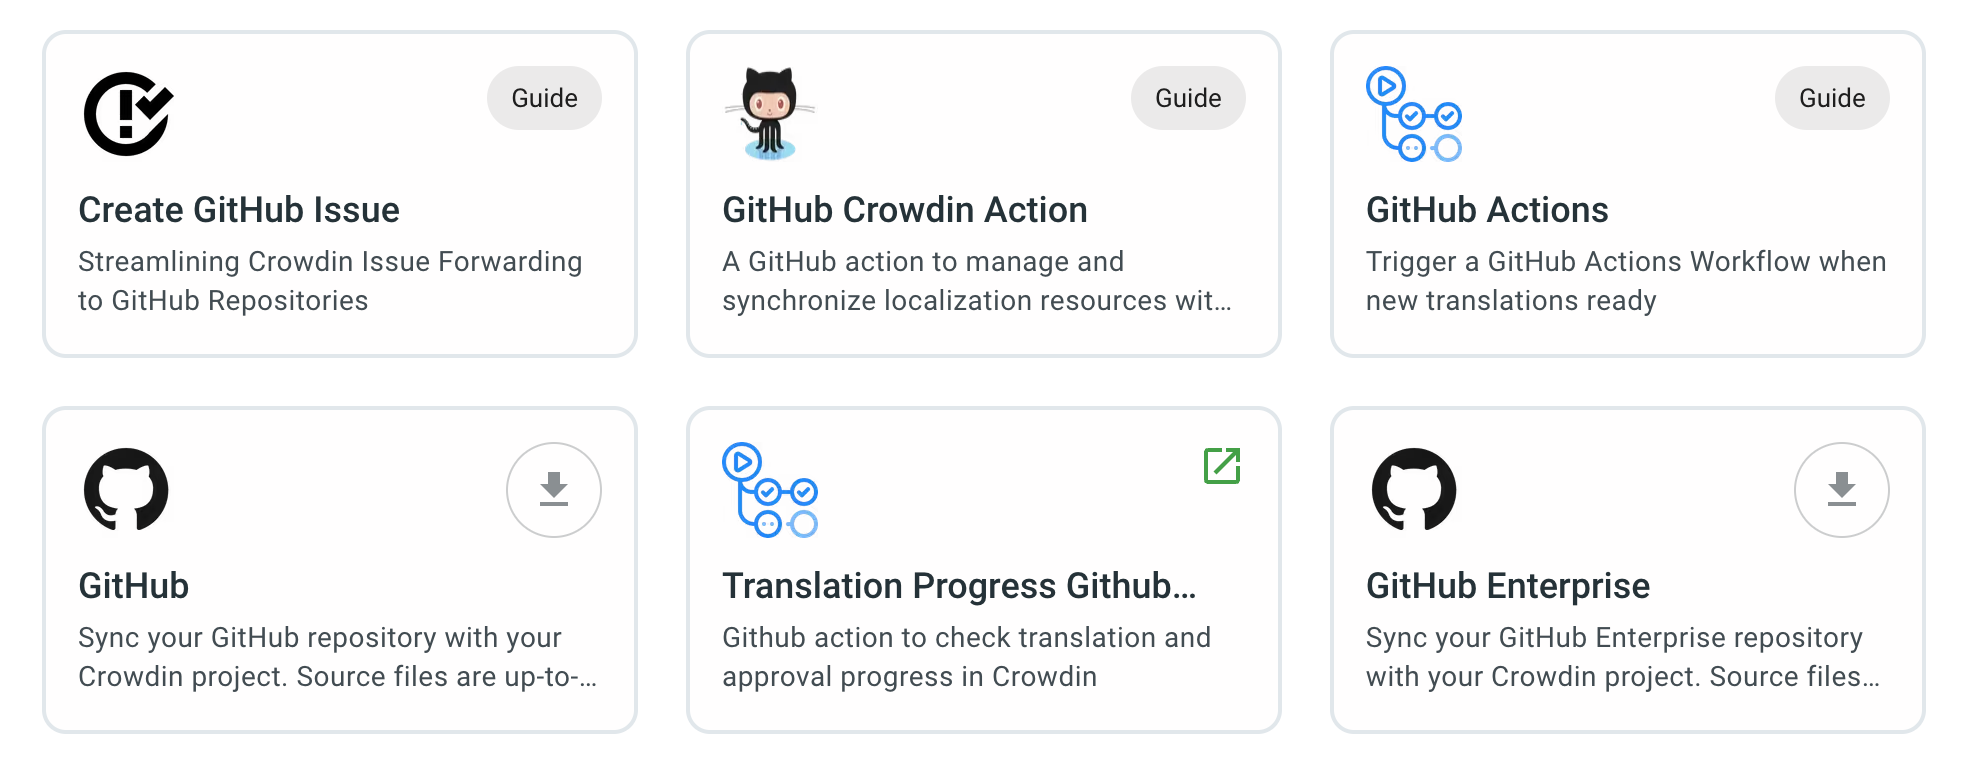 Guide
Create GitHub Issue
Streamlining Crowdin Issue Forwarding
to GitHub Repositories
Guide
GitHub Crowdin Action
A GitHub action to manage and
synchronize localization resources wit...
Guide
GitHub Actions
Trigger a GitHub Actions Workflow when
new translations ready
GitHub
Sync your GitHub repository with your
Crowdin project. Source files are up-to-...
Translation Progress Github...
Github action to check translation and
approval progress in Crowdin
GitHub Enterprise
Sync your GitHub Enterprise repository
with your Crowdin project. Source files...